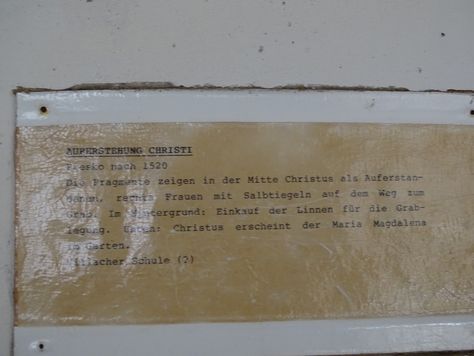 AUFERSTEHUNG CHRISTI
Fresko nach 1520
Die Fragmente zeigen in der Mitte Christus als Auferstan-
denen, rechts Frauen mit Salbtiegeln auf dem Weg zum
Grab. Im Hintergrund: Einkauf der Linnen für die Grab-
legung. Unten: Christus erscheint der Maria Magdalena
im Garten.
Villacher Schule (?)